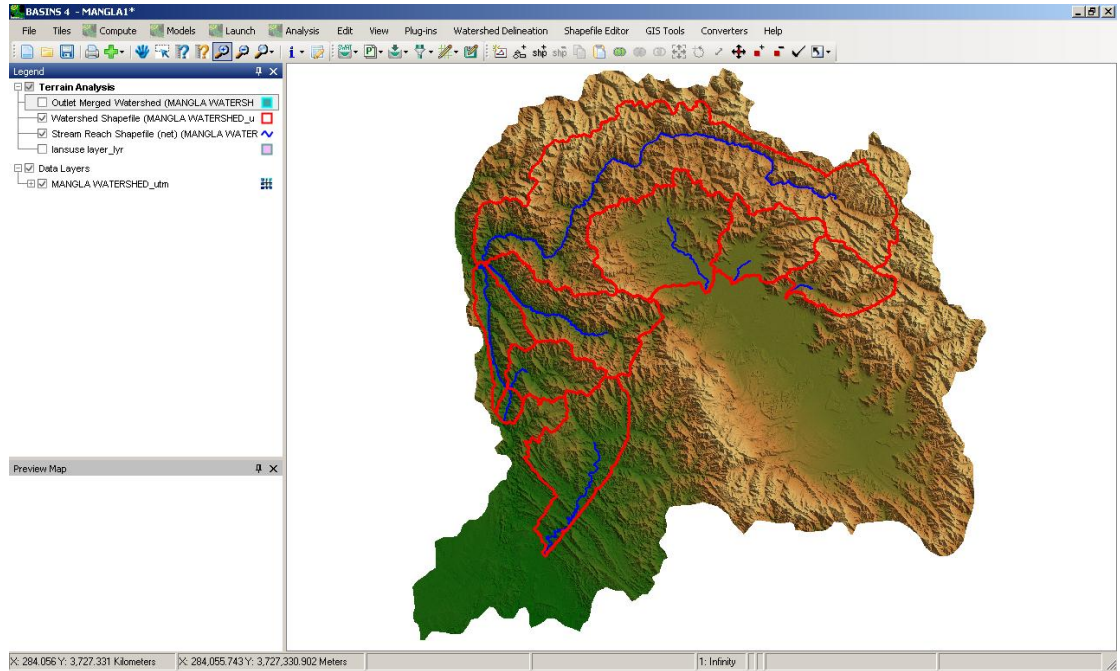 BASINS 4 - MANGLA1*
File Tiles Compute Models Launch Analysis Edit View Plug-ins Watershed Delineation Shapefile Editor GIS Tools Converters Help
shp shp
Legend
Terrain Analysis
Outlet Merged Watershed (MANGLA WATERSH
Watershed Shapefile (MANGLA WATERSHED_u
Stream Reach Shapefile (net) (MANGLA WATER
lansuse layer_lyr
Data Layers
MANGLA WATERSHED_utm
Preview Map
X: 284.056 Y: 3,727.331 Kilometers X: 284,055.743 Y: 3,727,330.902 Meters 1: Infinity